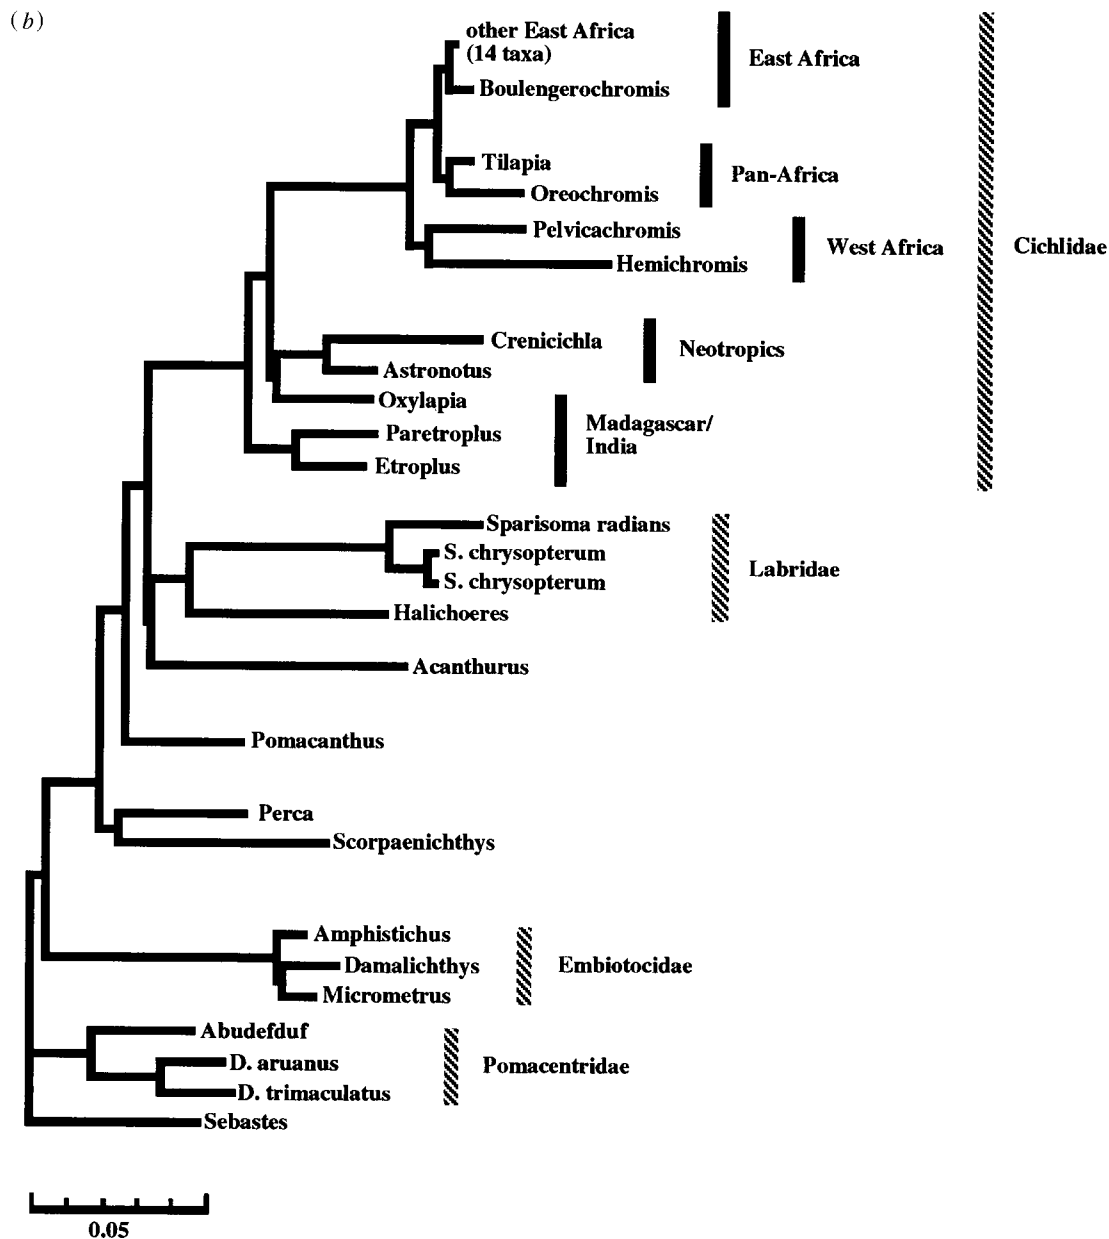 (b)
other East Africa
(14 taxa)
East Africa
Boulengerochromis
Tilapia
Pan-Africa
Oreochromis
Pelvicachromis
West Africa
Cichlidae
Hemichromis
Crenicichla
Neotropics
Astronotus
Oxylapia
Madagascar/
India
Paretroplus
Etroplus
Sparisoma radians
S. chrysopterum
Labridae
S. chrysopterum
Halichoeres
Acanthurus
Pomacanthus
Perca
Scorpaenichthys
Amphistichus
Damalichthys
Embiotocidae
Micrometrus
Abudefduf
D. aruanus
Pomacentridae
D. trimaculatus
Sebastes
0.05